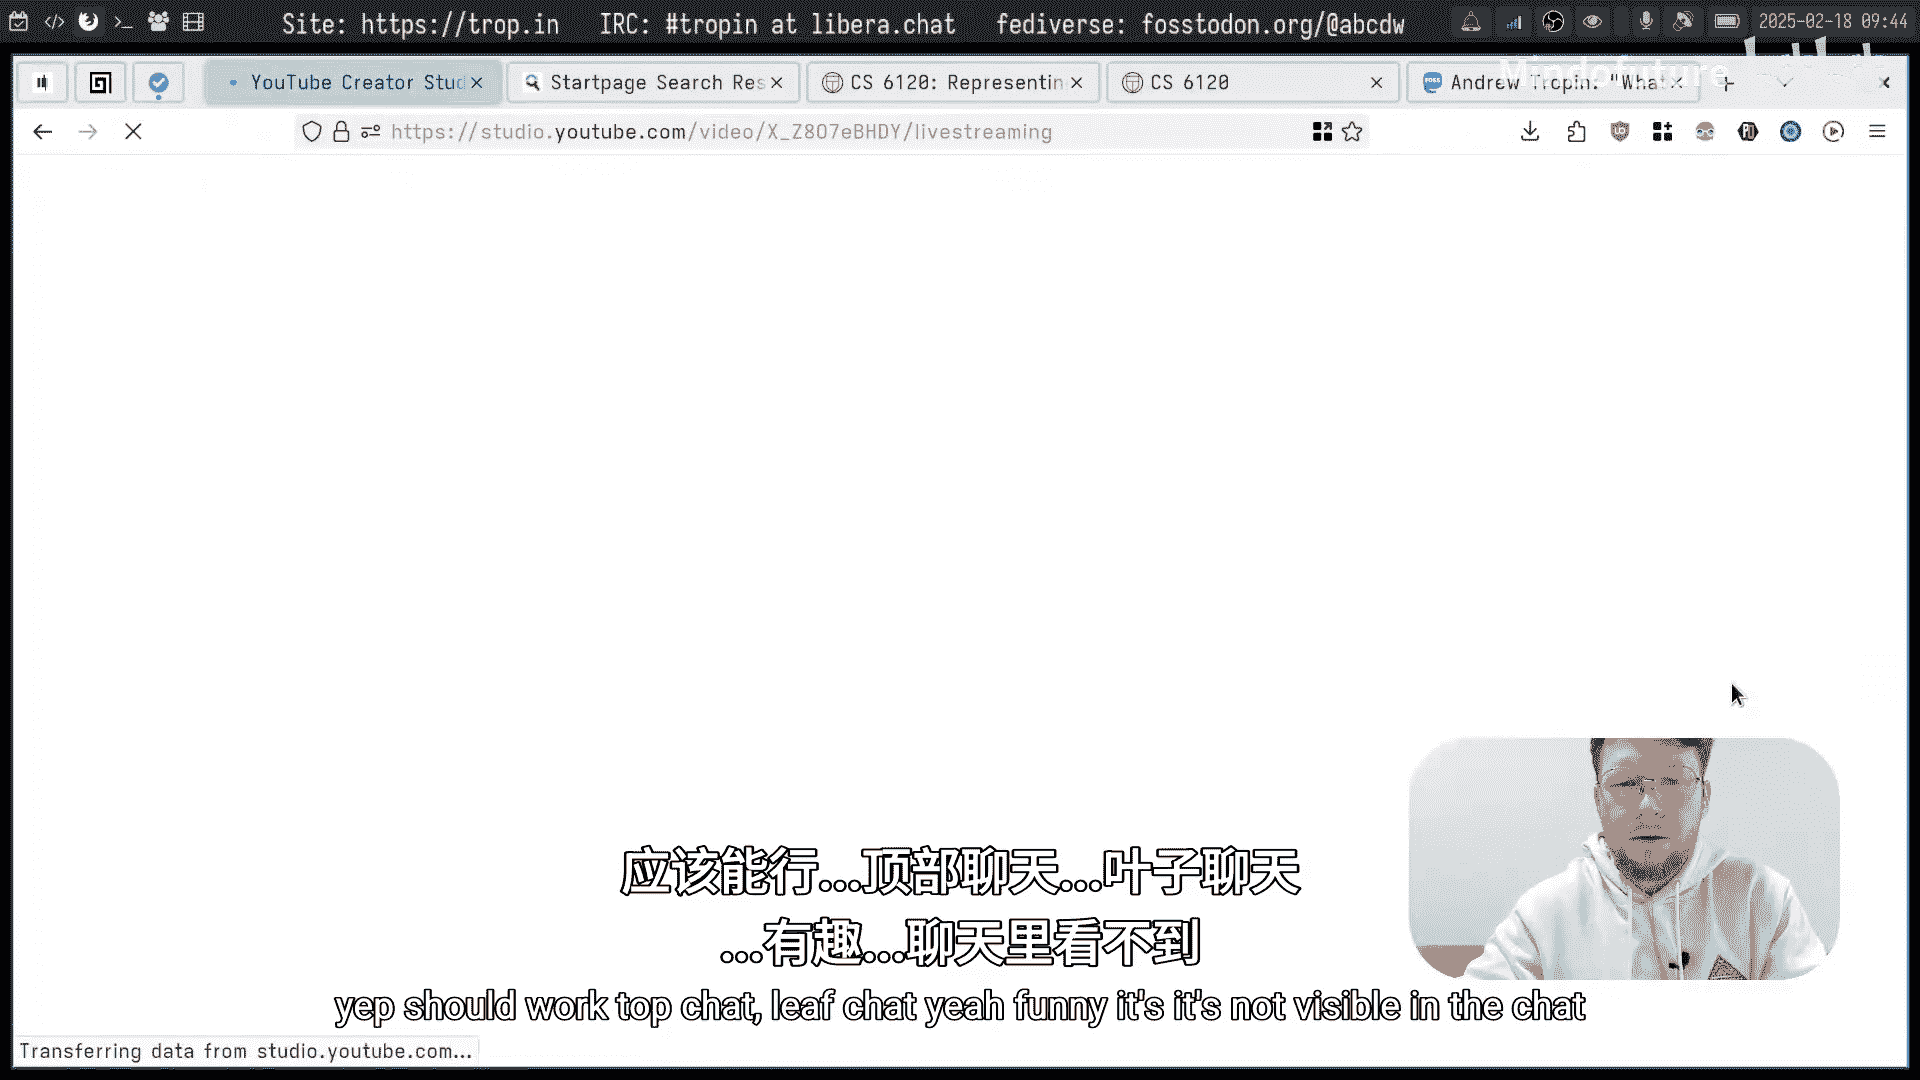 Site: https://trop.in IRC: #tropin at libera.chat fediverse: fosstodon.org/@abcdw 2025-02-18 09:44
YouTube Creator Stud Startpage Search Res CS 6120: Representin CS 6120 Andrew Tropin: "What
Mindofuture
https://studio.youtube.com/video/X_Z8O7eBHDY/livestreaming
应该能行...顶部聊天...叶子聊天
...有趣...聊天里看不到
yep should work top chat, leaf chat yeah funny it's it's not visible in the chat
Transferring data from studio.youtube.com...